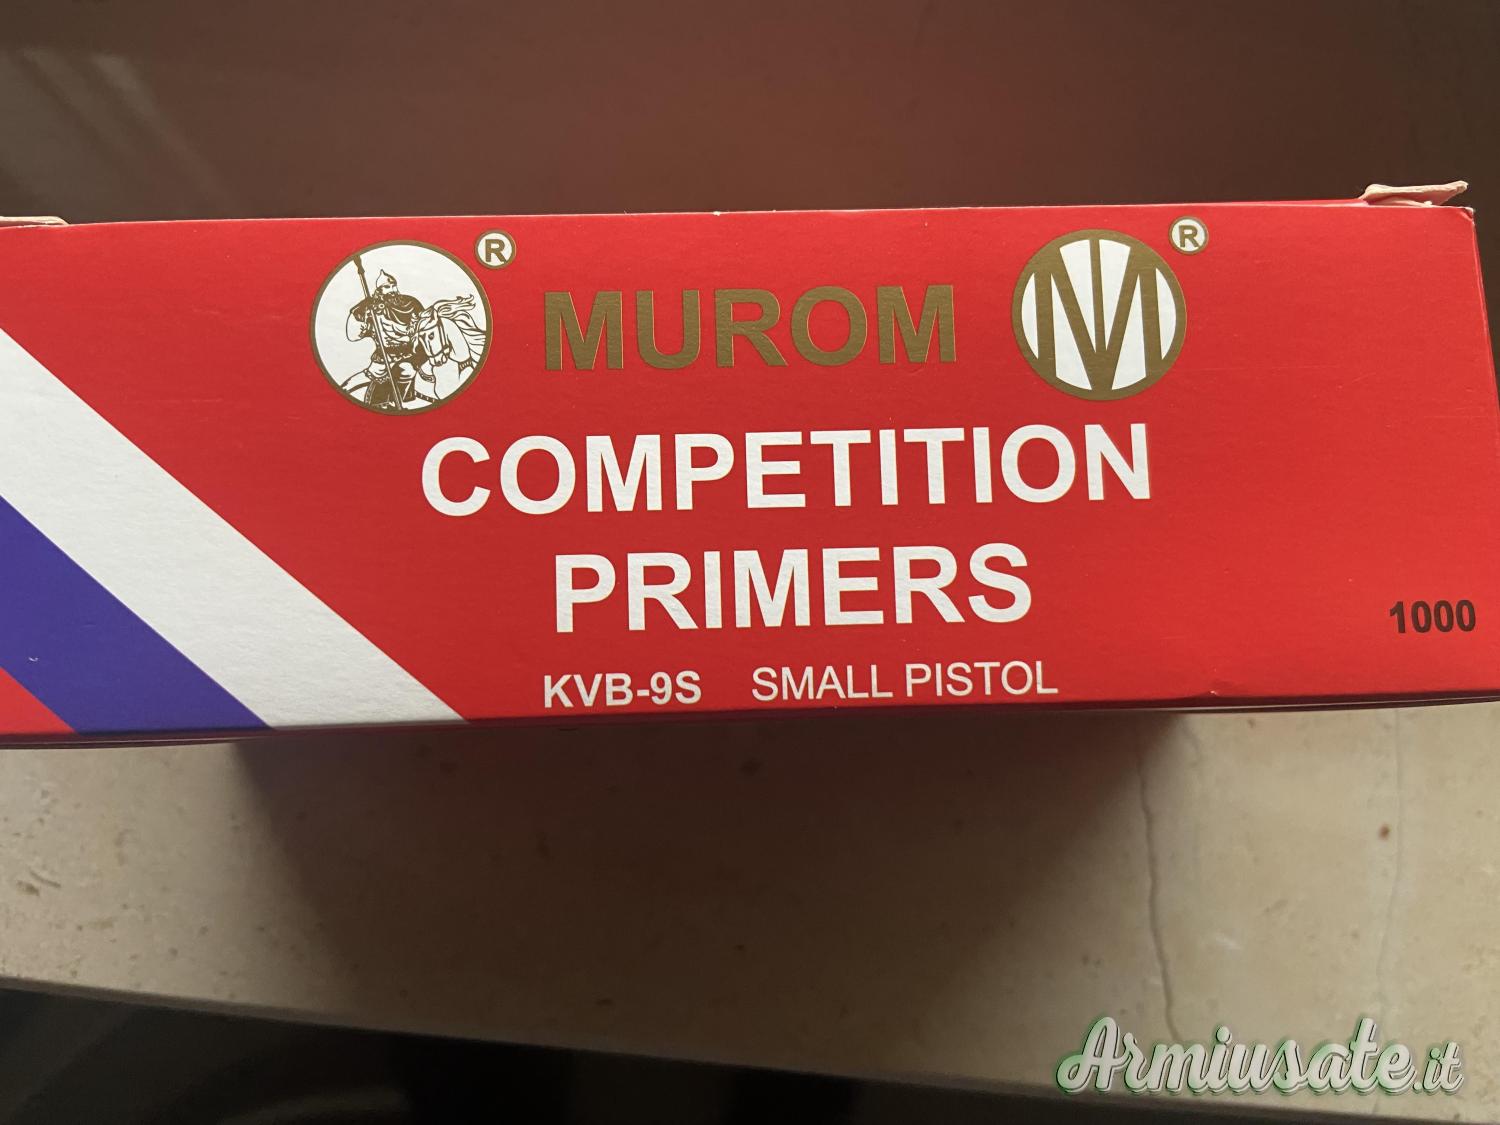 ® MUROM ®
COMPETITION
PRIMERS
1000
KVB-9S SMALL PISTOL
Armiusate.it